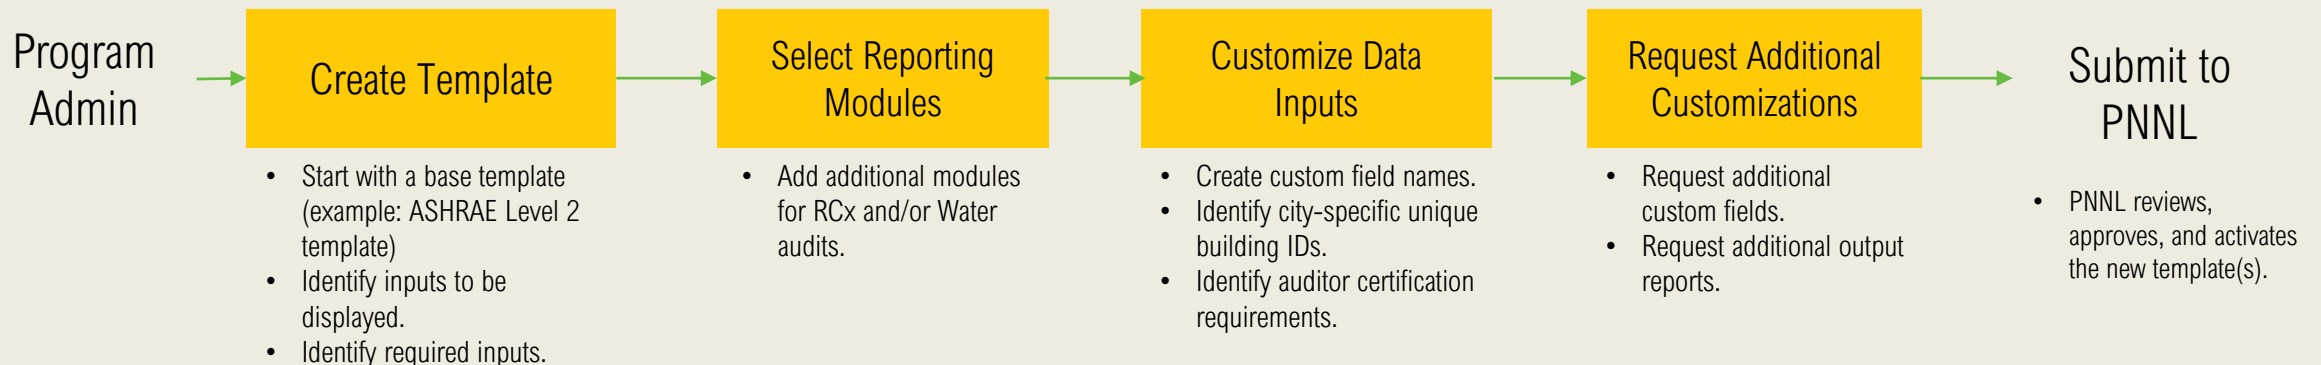 Program
Admin
Create Template
• Start with a base template
(example: ASHRAE Level 2
template)
• Identify inputs to be
displayed.
• Identify required inputs.
Select Reporting
Modules
• Add additional modules
for RCx and/or Water
audits.
Customize Data
Inputs
• Create custom field names.
• Identify city-specific unique
building IDs.
• Identify auditor certification
requirements.
Request Additional
Customizations
• Request additional
custom fields.
• Request additional output
reports.
Submit to
PNNL
• PNNL reviews,
approves, and activates
the new template(s).